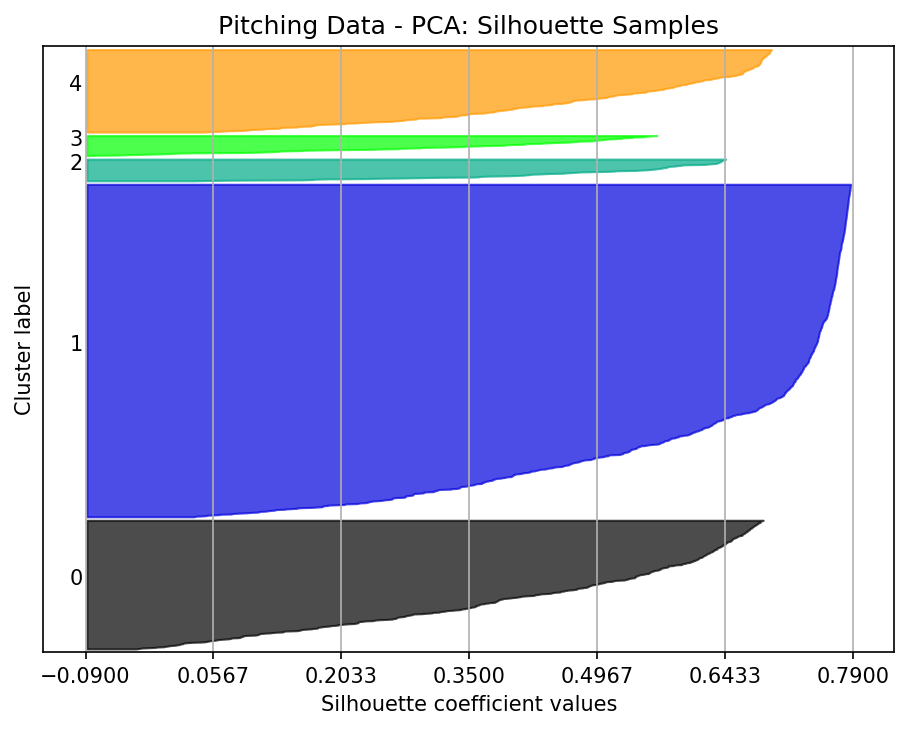 Pitching Data - PCA: Silhouette Samples
4
3
2
1
0
Cluster label
−0.0900 0.0567 0.2033 0.3500 0.4967 0.6433 0.7900
Silhouette coefficient values